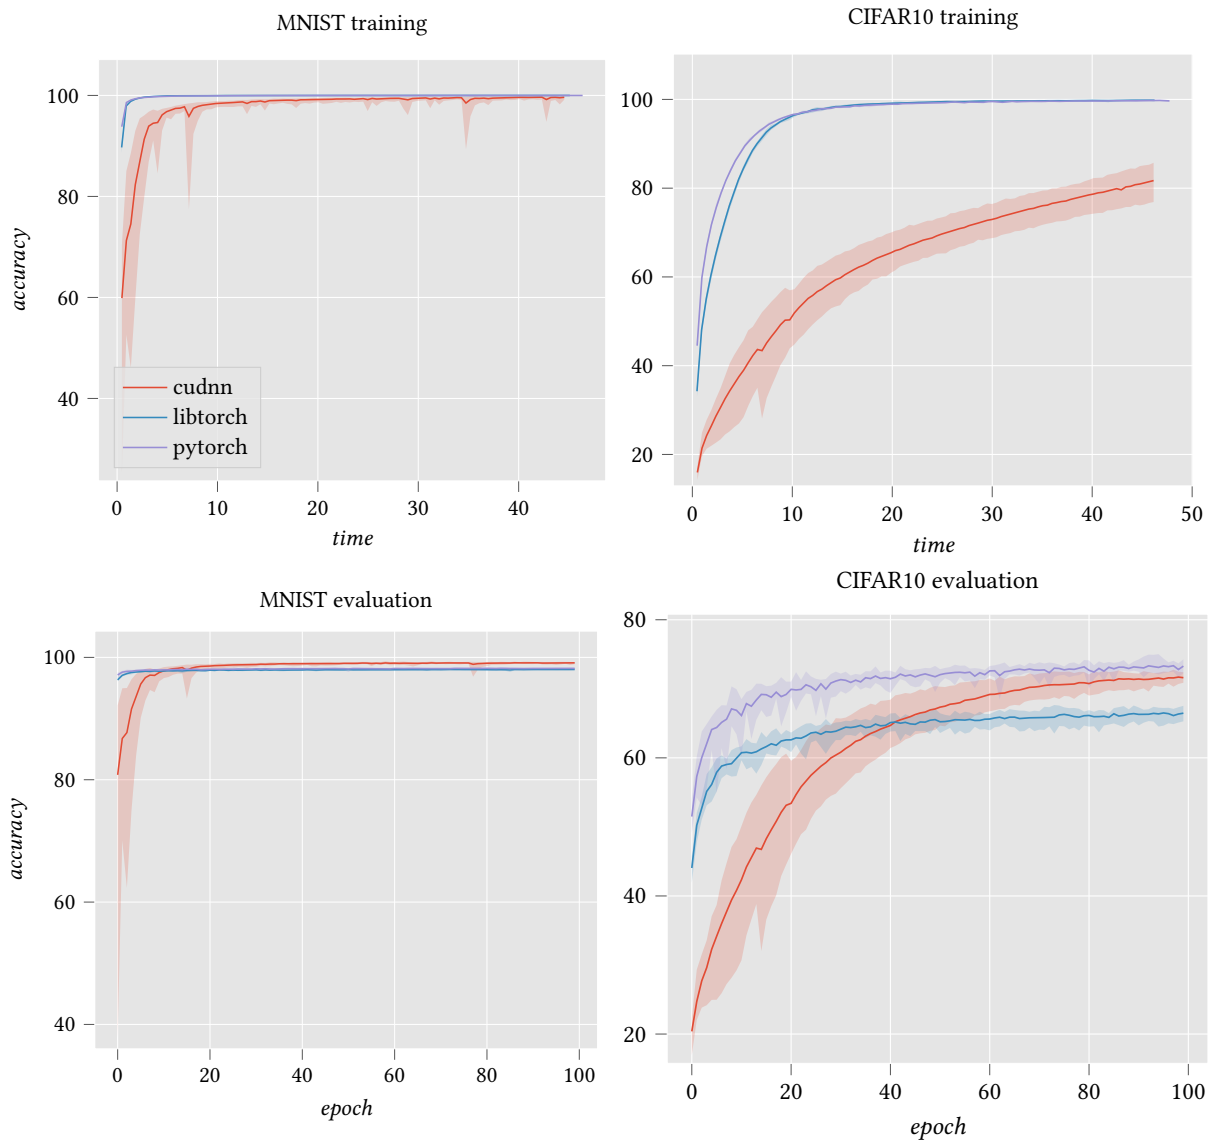 MNIST training
CIFAR10 training
accuracy
100
80
60
40
cudnn
libtorch
pytorch
0 10 20 30 40
time
100
80
60
40
20
0 10 20 30 40 50
time
MNIST evaluation
CIFAR10 evaluation
accuracy
100
80
60
40
0 20 40 60 80 100
epoch
80
60
40
20
0 20 40 60 80 100
epoch